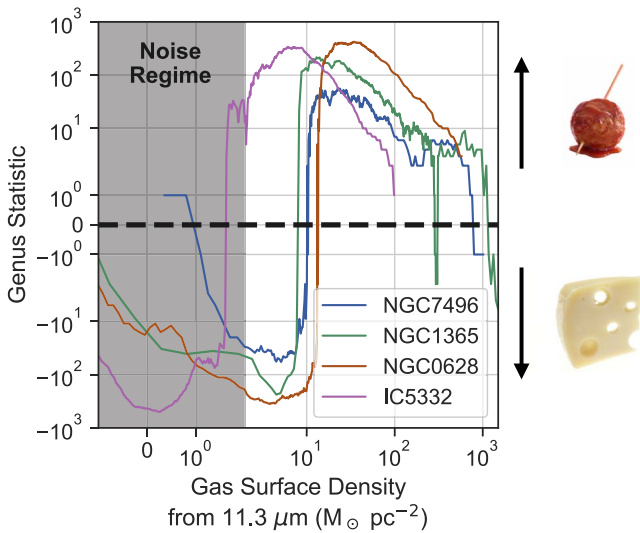 Noise
Regime
Genus Statistic
10³
10²
10¹
10⁰
0
−10⁰
−10¹
−10²
−10³
NGC7496
NGC1365
NGC0628
IC5332
0
10⁰
10¹
10²
10³
Gas Surface Density
from 11.3 μm (M☉ pc⁻²)